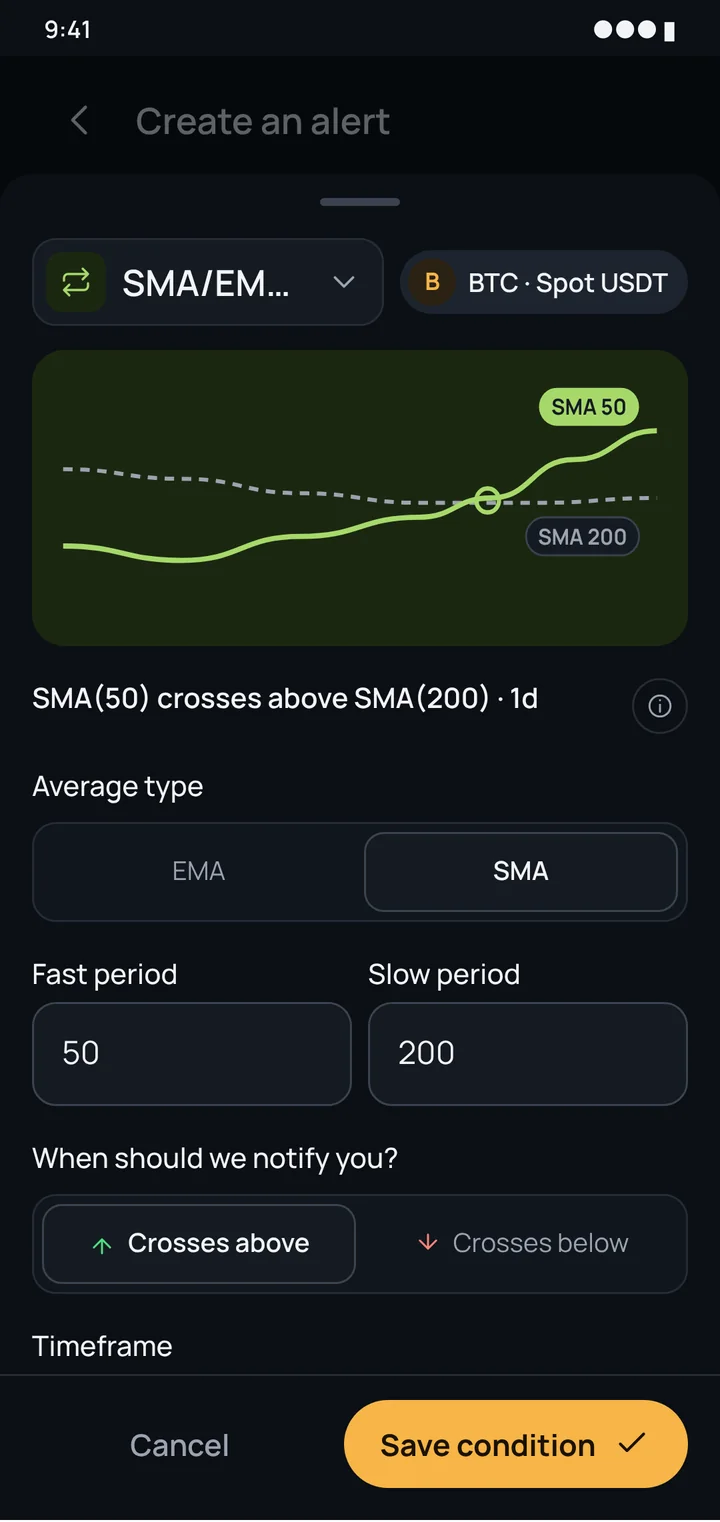 9:41
Create an alert
SMA/EM...
B BTC · Spot USDT
SMA 50
SMA 200
SMA(50) crosses above SMA(200) · 1d
Average type
EMA SMA
Fast period Slow period
50 200
When should we notify you?
Crosses above Crosses below
Timeframe
Cancel Save condition